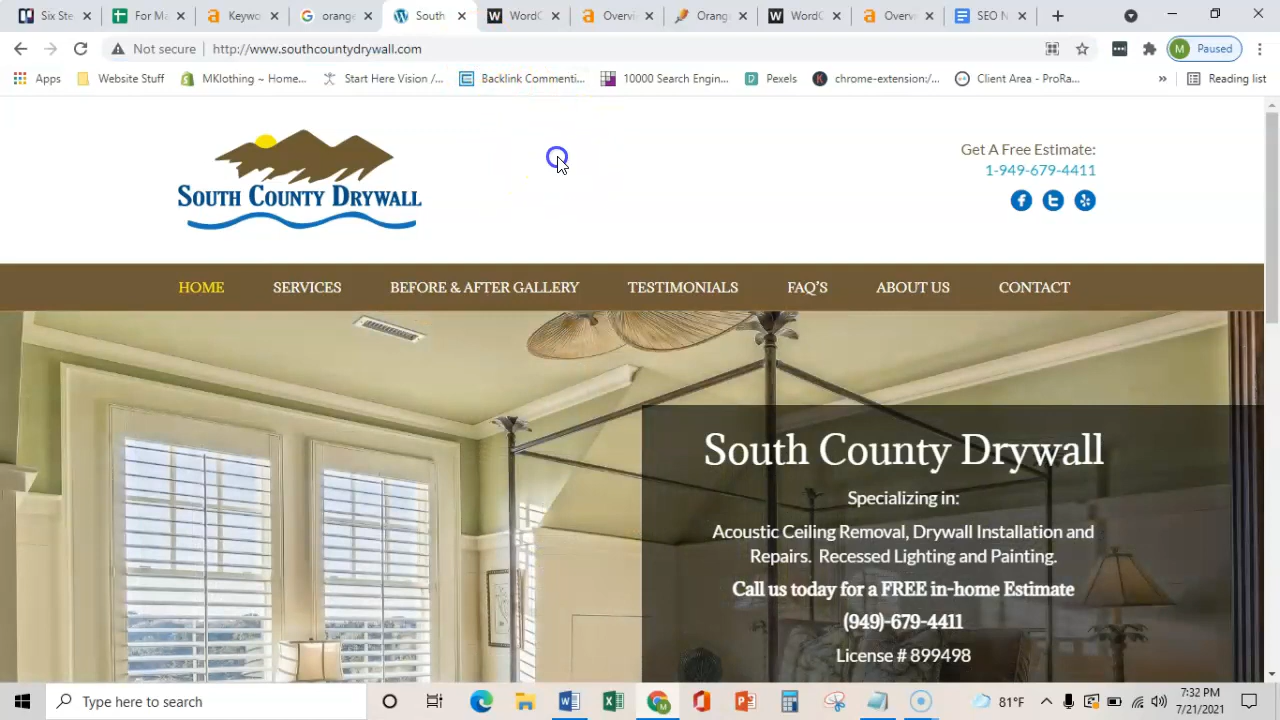 Six Ste
For Ma
Keywo
orange
South
WordC
Overvi
Orang
WordC
Overv
SEO N
Not secure
http://www.southcountydrywall.com
M Paused
Apps
Website Stuff
MKlothing ~ Home...
Start Here Vision /...
Backlink Commenti...
10000 Search Engin...
Pexels
chrome-extension:/...
Client Area - ProRa...
»
Reading list
SOUTH COUNTY DRYWALL
Get A Free Estimate:
1-949-679-4411
HOME
SERVICES
BEFORE & AFTER GALLERY
TESTIMONIALS
FAQ'S
ABOUT US
CONTACT
South County Drywall
Specializing in:
Acoustic Ceiling Removal, Drywall Installation and
Repairs. Recessed Lighting and Painting.
Call us today for a FREE in-home Estimate
(949)-679-4411
License # 899498
Type here to search
81°F
7:32 PM
7/21/2021